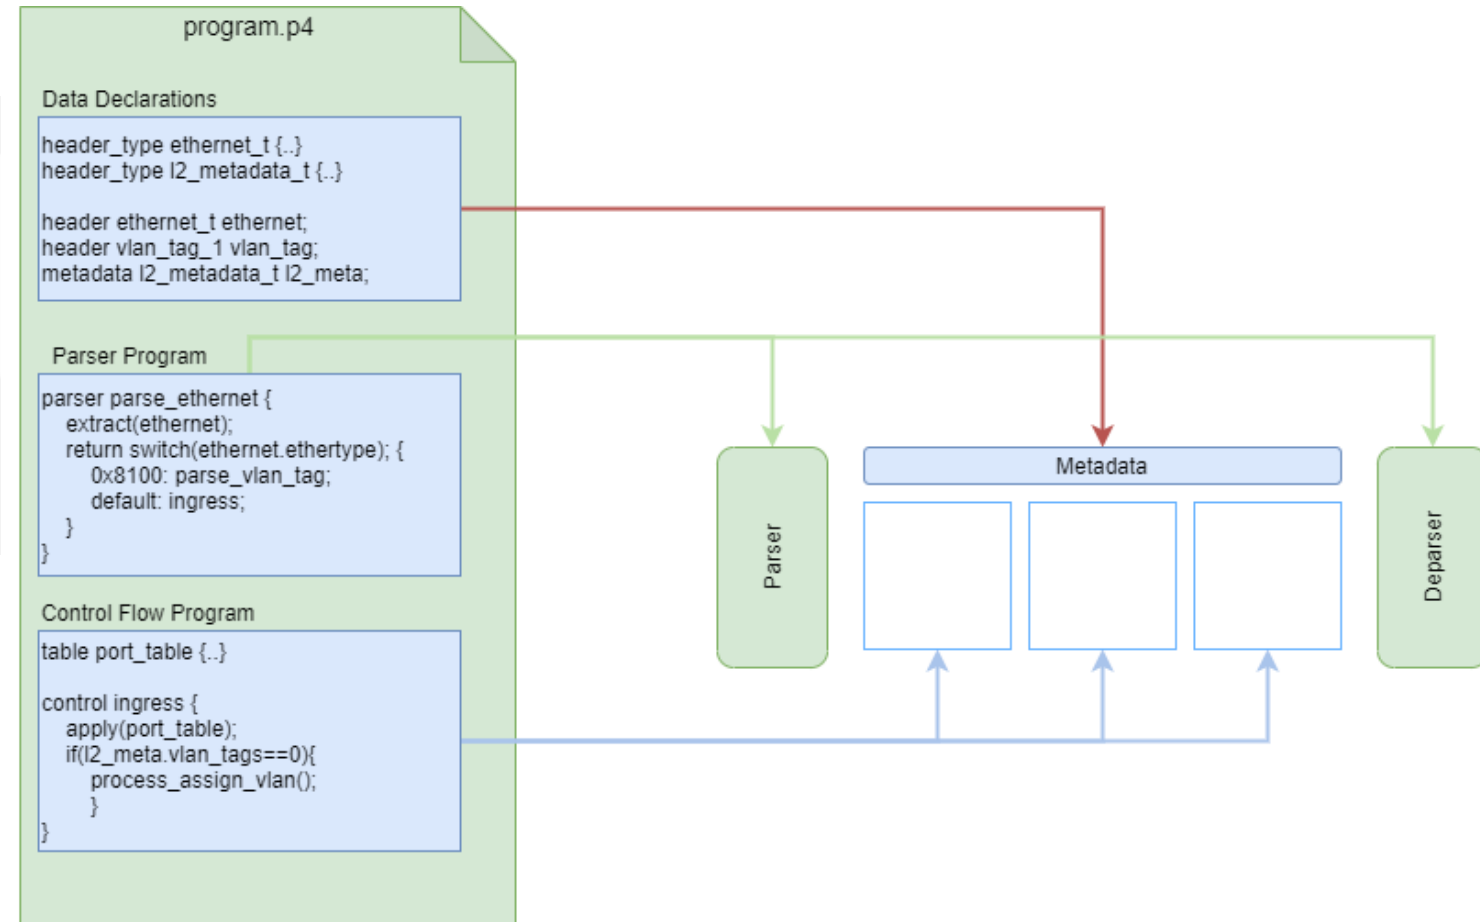 program.p4
Data Declarations
header_type ethernet_t {..}
header_type l2_metadata_t {..}
header ethernet_t ethernet;
header vlan_tag_1 vlan_tag;
metadata l2_metadata_t l2_meta;
Parser Program
parser parse_ethernet {
extract(ethernet);
return switch(ethernet.ethertype); {
0x8100: parse_vlan_tag;
default: ingress;
}
}
Control Flow Program
table port_table {..}
control ingress {
apply(port_table);
if(l2_meta.vlan_tags==0){
process_assign_vlan();
}
}
Parser
Metadata
Deparser